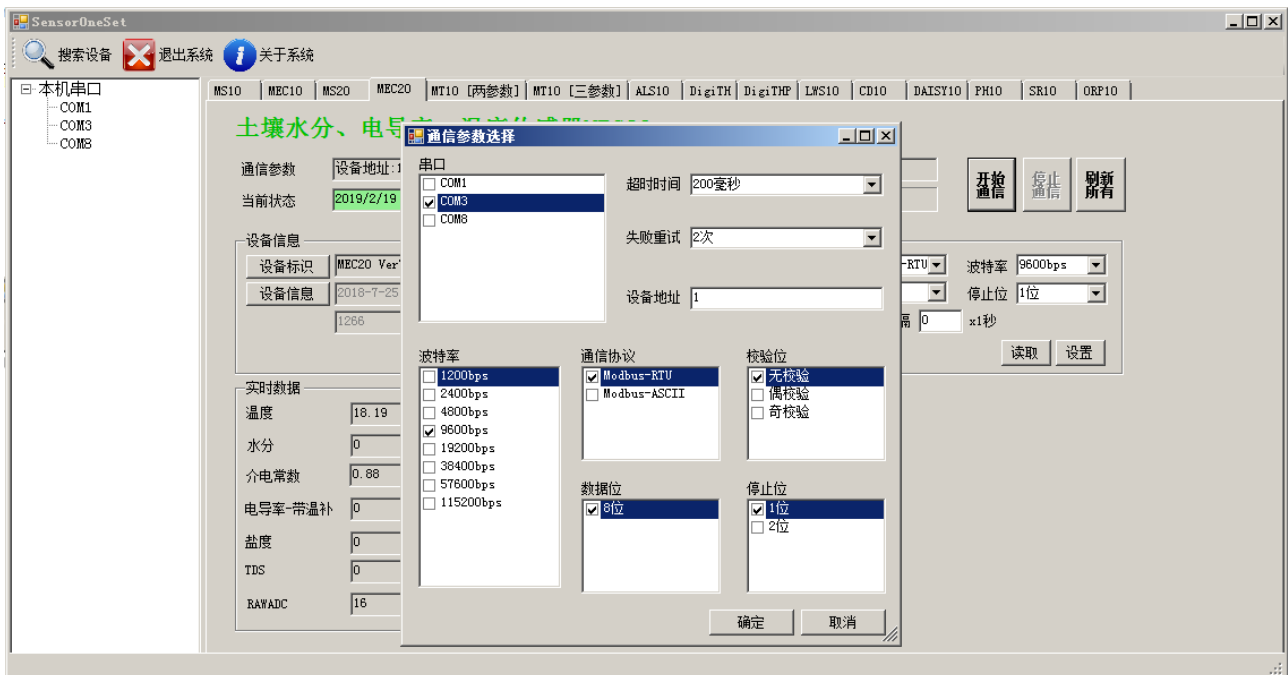 SensorOneSet
搜索设备 退出系统 关于系统
本机串口
COM1
COM3
COM8
MS10 MEC10 MS20 MEC20 MT10 [两参数] MT10 [三参数] ALS10 DigiTH DigiTHP LWS10 CD10 DAISY10 PH10 SR10 ORP10
土壤水分、电导
通信参数 设备地址:1
当前状态 2019/2/19
开始通信
停止通信
刷新所有
设备信息
设备标识 MEC20 Ver
设备信息 2018-7-25
1266
-RTU 波特率 9600bps
停止位 1位
隔 0 x1秒
读取 设置
实时数据
温度 18.19
水分 0
介电常数 0.88
电导率-带温补 0
盐度 0
TDS 0
RAWADC 16
通信参数选择
串口
COM1
COM3
COM8
超时时间 200毫秒
失败重试 2次
设备地址 1
波特率
1200bps
2400bps
4800bps
9600bps
19200bps
38400bps
57600bps
115200bps
通信协议
Modbus-RTU
Modbus-ASCII
校验位
无校验
偶校验
奇校验
数据位
8位
停止位
1位
2位
确定 取消